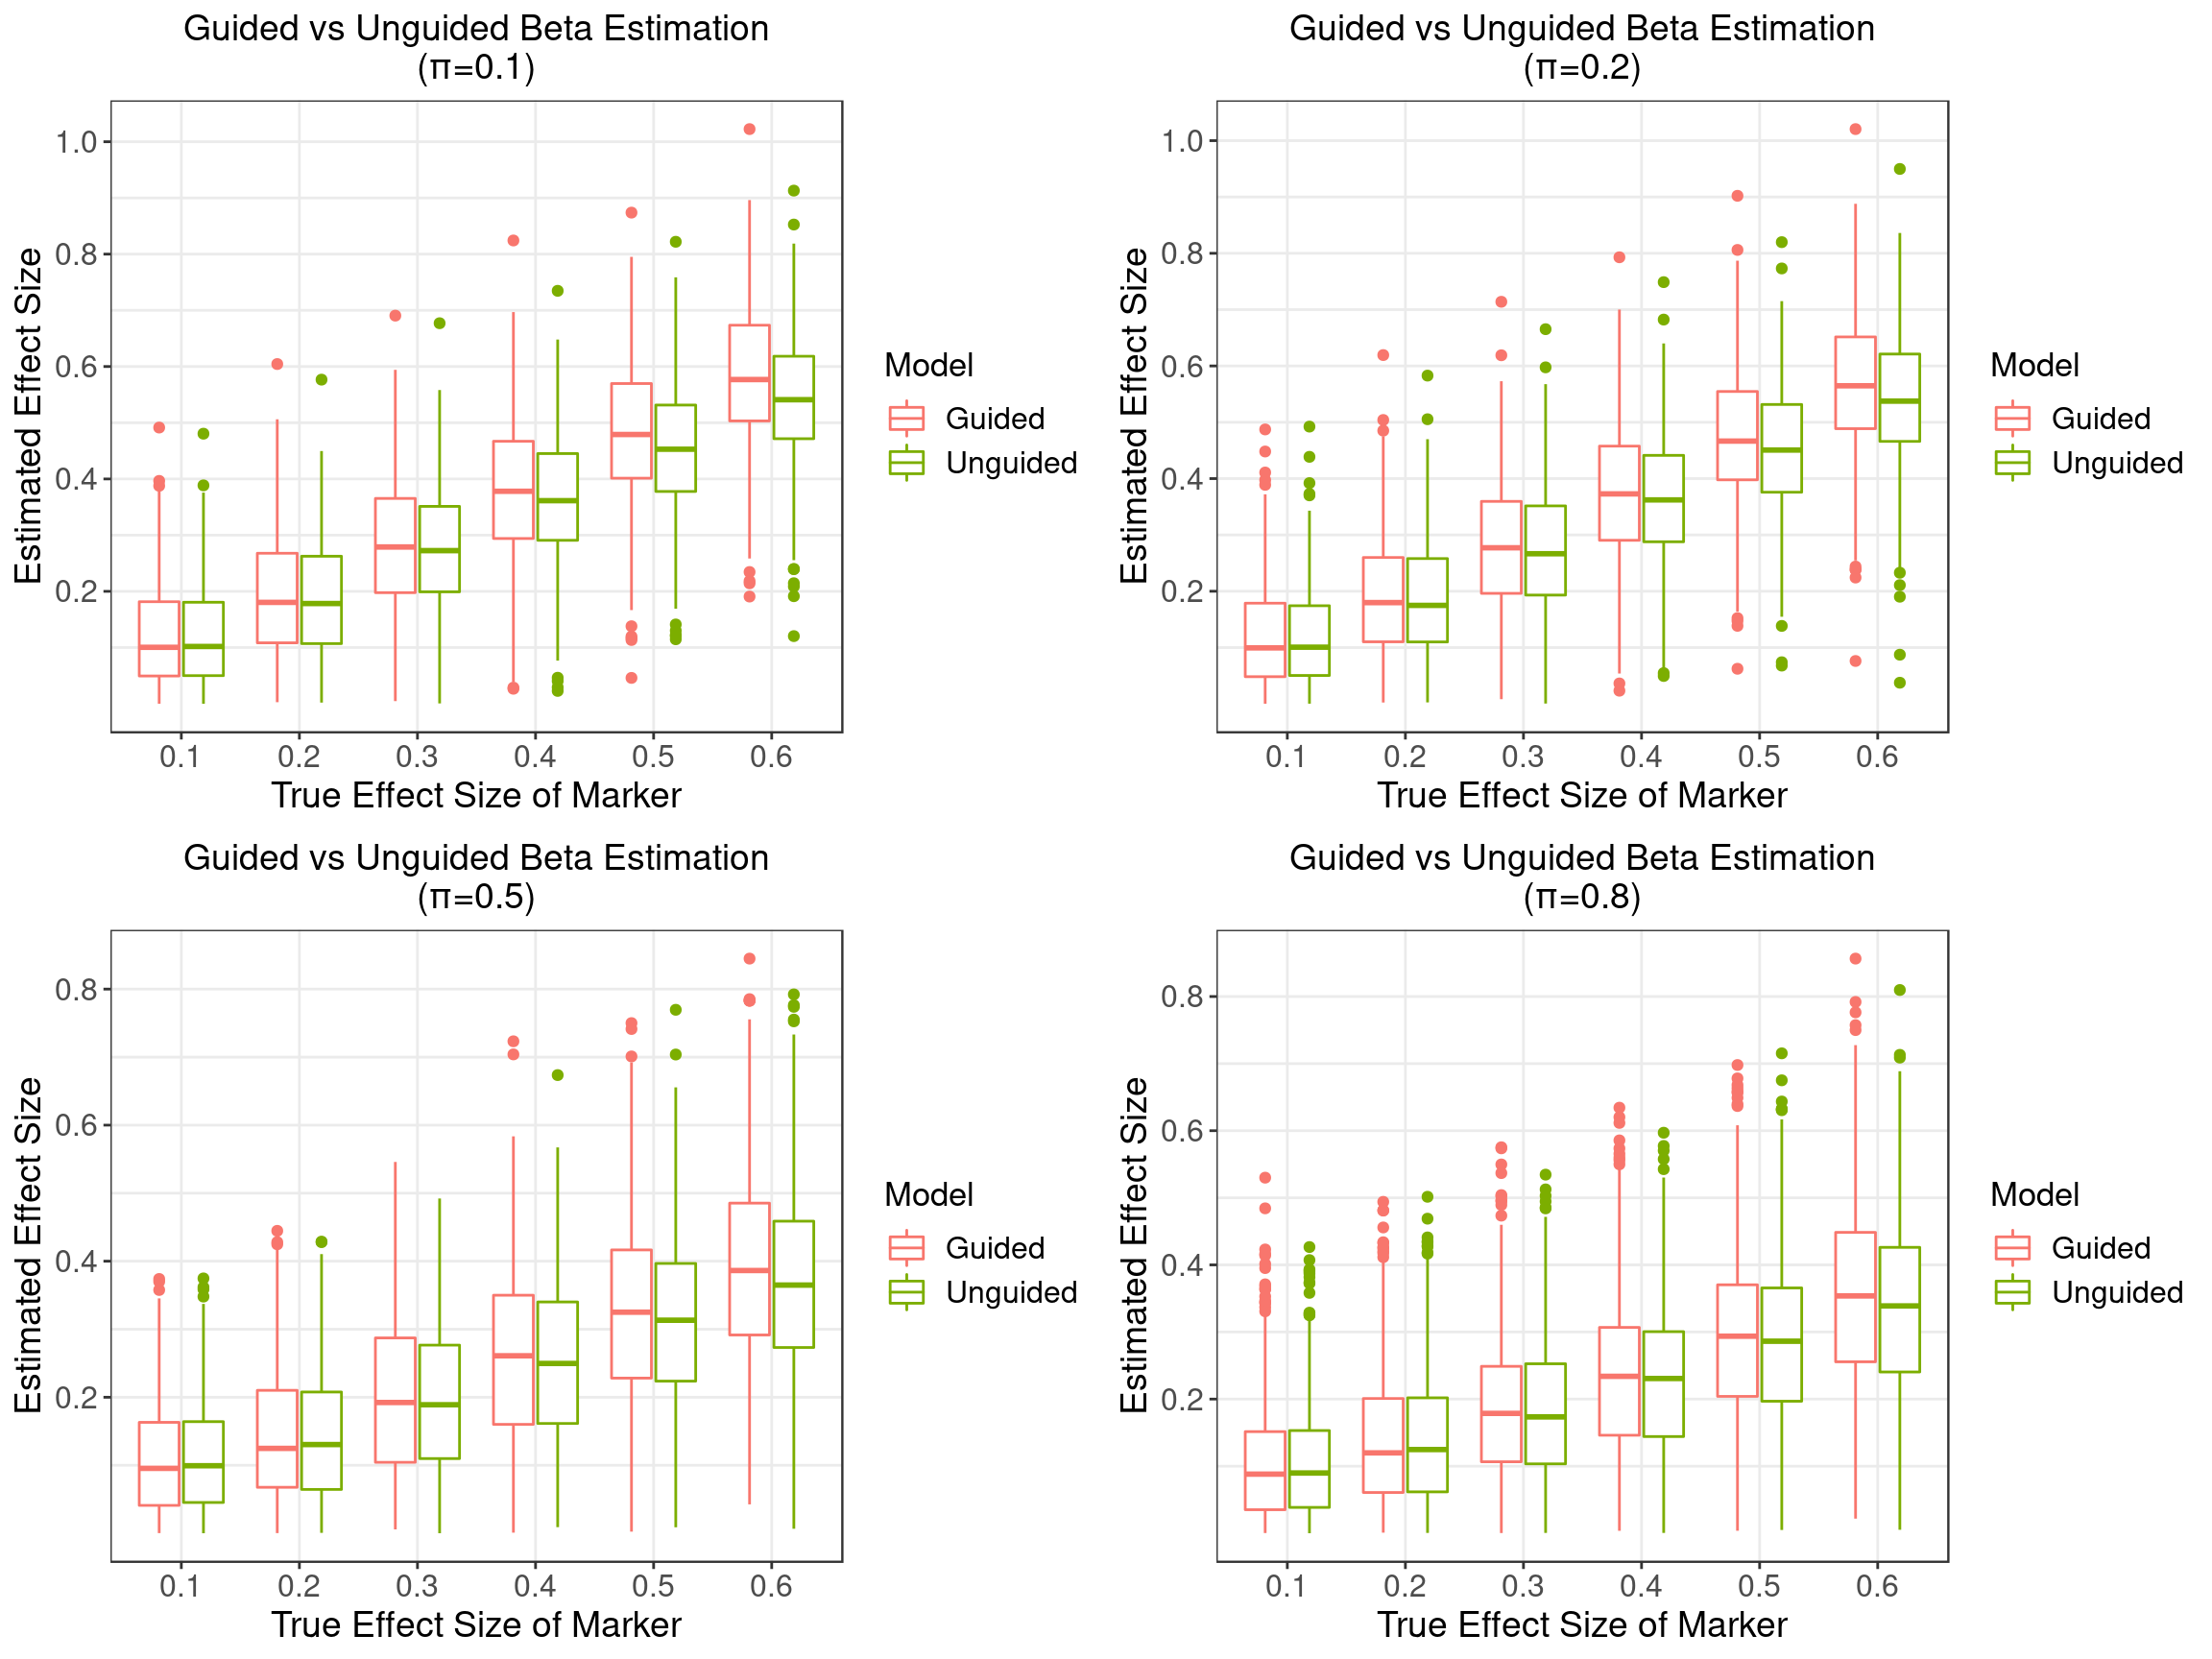 Guided vs Unguided Beta Estimation
(π=0.1)
1.0
0.8
0.6
0.4
0.2
Estimated Effect Size
0.1 0.2 0.3 0.4 0.5 0.6
True Effect Size of Marker
Model
Guided
Unguided
Guided vs Unguided Beta Estimation
(π=0.2)
1.0
0.8
0.6
0.4
0.2
Estimated Effect Size
0.1 0.2 0.3 0.4 0.5 0.6
True Effect Size of Marker
Model
Guided
Unguided
Guided vs Unguided Beta Estimation
(π=0.5)
0.8
0.6
0.4
0.2
Estimated Effect Size
0.1 0.2 0.3 0.4 0.5 0.6
True Effect Size of Marker
Model
Guided
Unguided
Guided vs Unguided Beta Estimation
(π=0.8)
0.8
0.6
0.4
0.2
Estimated Effect Size
0.1 0.2 0.3 0.4 0.5 0.6
True Effect Size of Marker
Model
Guided
Unguided